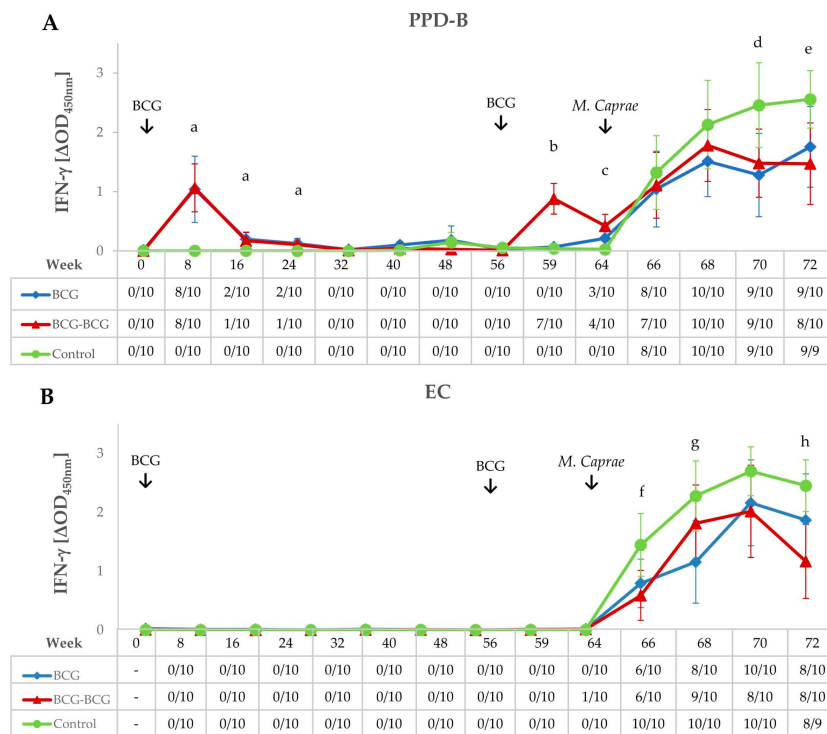 A
PPD-B
IFN-γ [ΔOD450nm]
3
2
1
0
BCG
BCG
M. Caprae
a
a
a
b
c
d
e
Week 0 8 16 24 32 40 48 56 59 64 66 68 70 72
BCG 0/10 8/10 2/10 2/10 0/10 0/10 0/10 0/10 0/10 3/10 8/10 10/10 9/10 9/10
BCG-BCG 0/10 8/10 1/10 1/10 0/10 0/10 0/10 0/10 7/10 4/10 7/10 10/10 9/10 8/10
Control 0/10 0/10 0/10 0/10 0/10 0/10 0/10 0/10 0/10 0/10 8/10 10/10 9/10 9/9
B
EC
IFN-γ [ΔOD450nm]
3
2
1
0
BCG
BCG
M. Caprae
f
g
h
Week 0 8 16 24 32 40 48 56 59 64 66 68 70 72
BCG - 0/10 0/10 0/10 0/10 0/10 0/10 0/10 0/10 0/10 6/10 8/10 10/10 8/10
BCG-BCG - 0/10 0/10 0/10 0/10 0/10 0/10 0/10 0/10 1/10 6/10 9/10 8/10 8/10
Control - 0/10 0/10 0/10 0/10 0/10 0/10 0/10 0/10 0/10 10/10 10/10 10/10 8/9